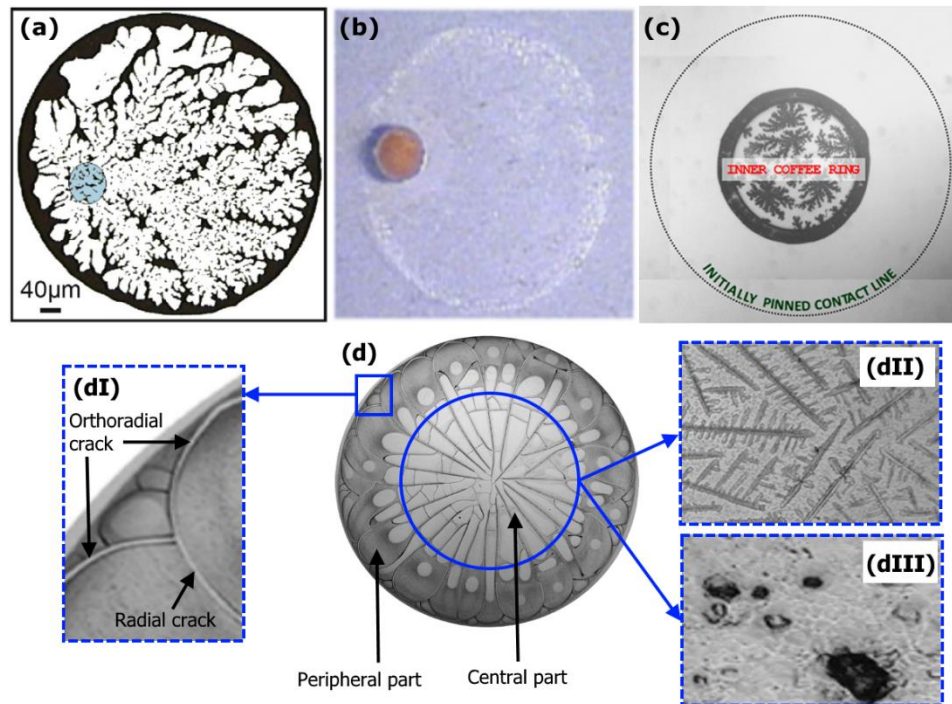 (a)
40μm
(b)
(c)
INNER COFFEE RING
INITIALLY PINNED CONTACT LINE
(dI)
Orthoradial
crack
Radial crack
(d)
Peripheral part
Central part
(dII)
(dIII)